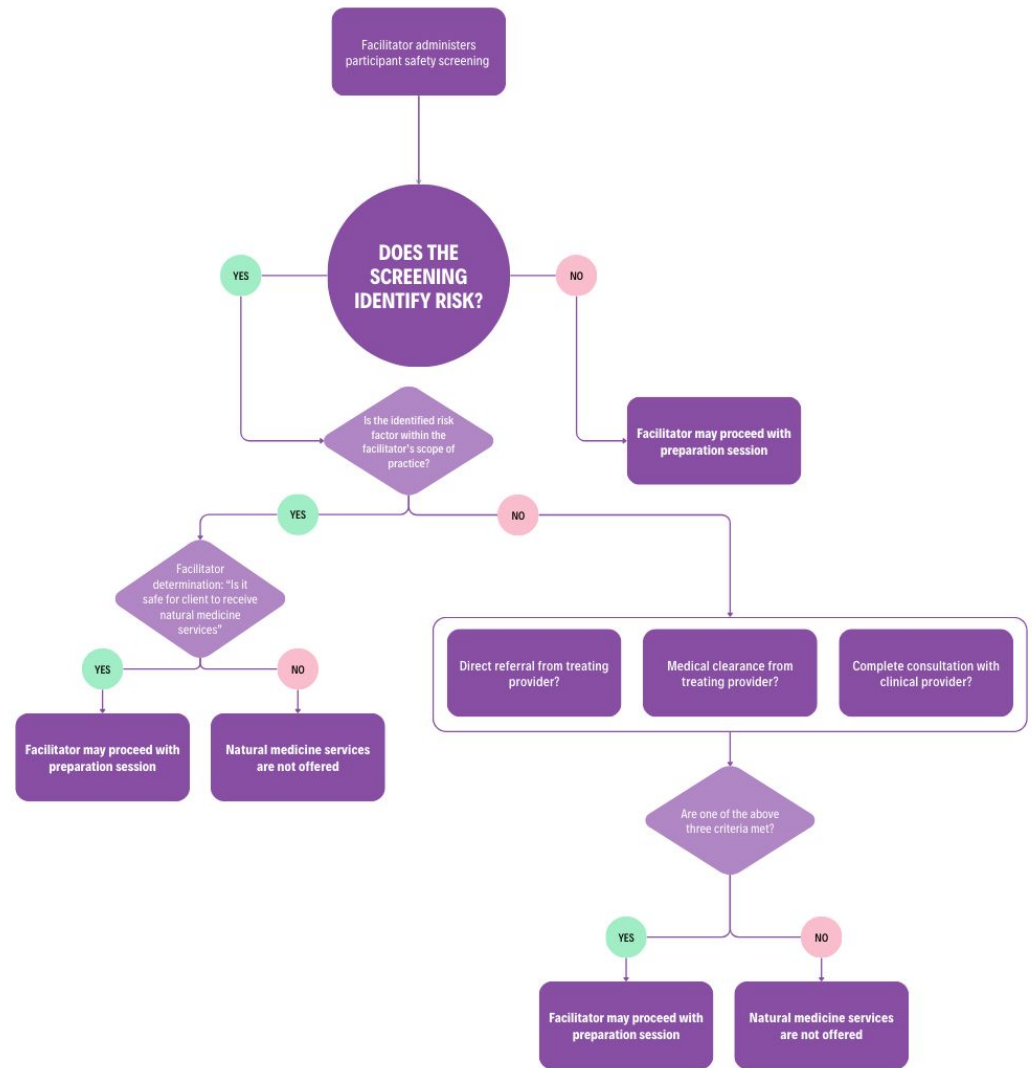 Facilitator administers
participant safety screening
DOES THE
SCREENING
IDENTIFY RISK?
YES
NO
Is the identified risk
factor within the
facilitator's scope of
practice?
Facilitator may proceed with
preparation session
YES
NO
Facilitator
determination: “Is it
safe for client to receive
natural medicine
services”
Direct referral from treating
provider?
Medical clearance from
treating provider?
Complete consultation with
clinical provider?
YES
NO
Facilitator may proceed with
preparation session
Natural medicine services
are not offered
Are one of the above
three criteria met?
YES
NO
Facilitator may proceed with
preparation session
Natural medicine services
are not offered